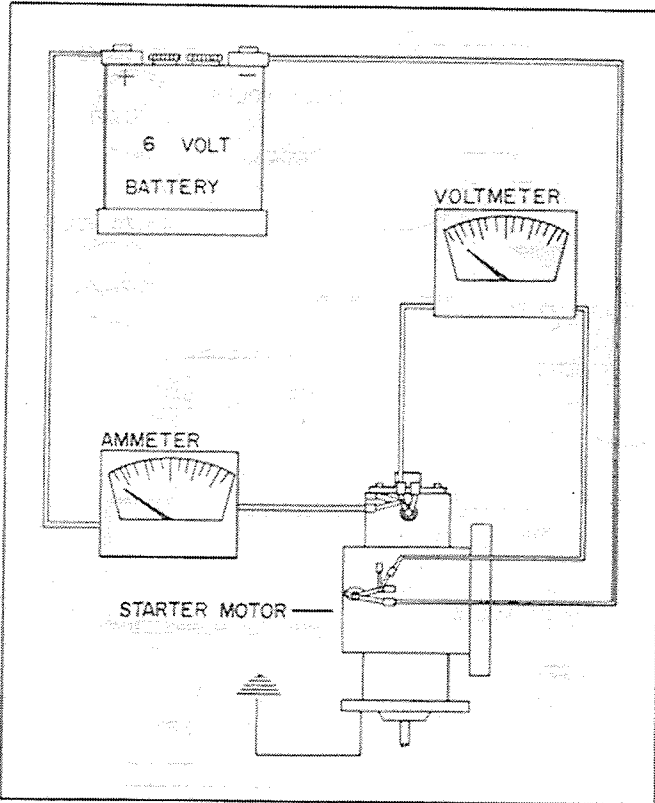 + −
6 VOLT
BATTERY
VOLTMETER
AMMETER
STARTER MOTOR